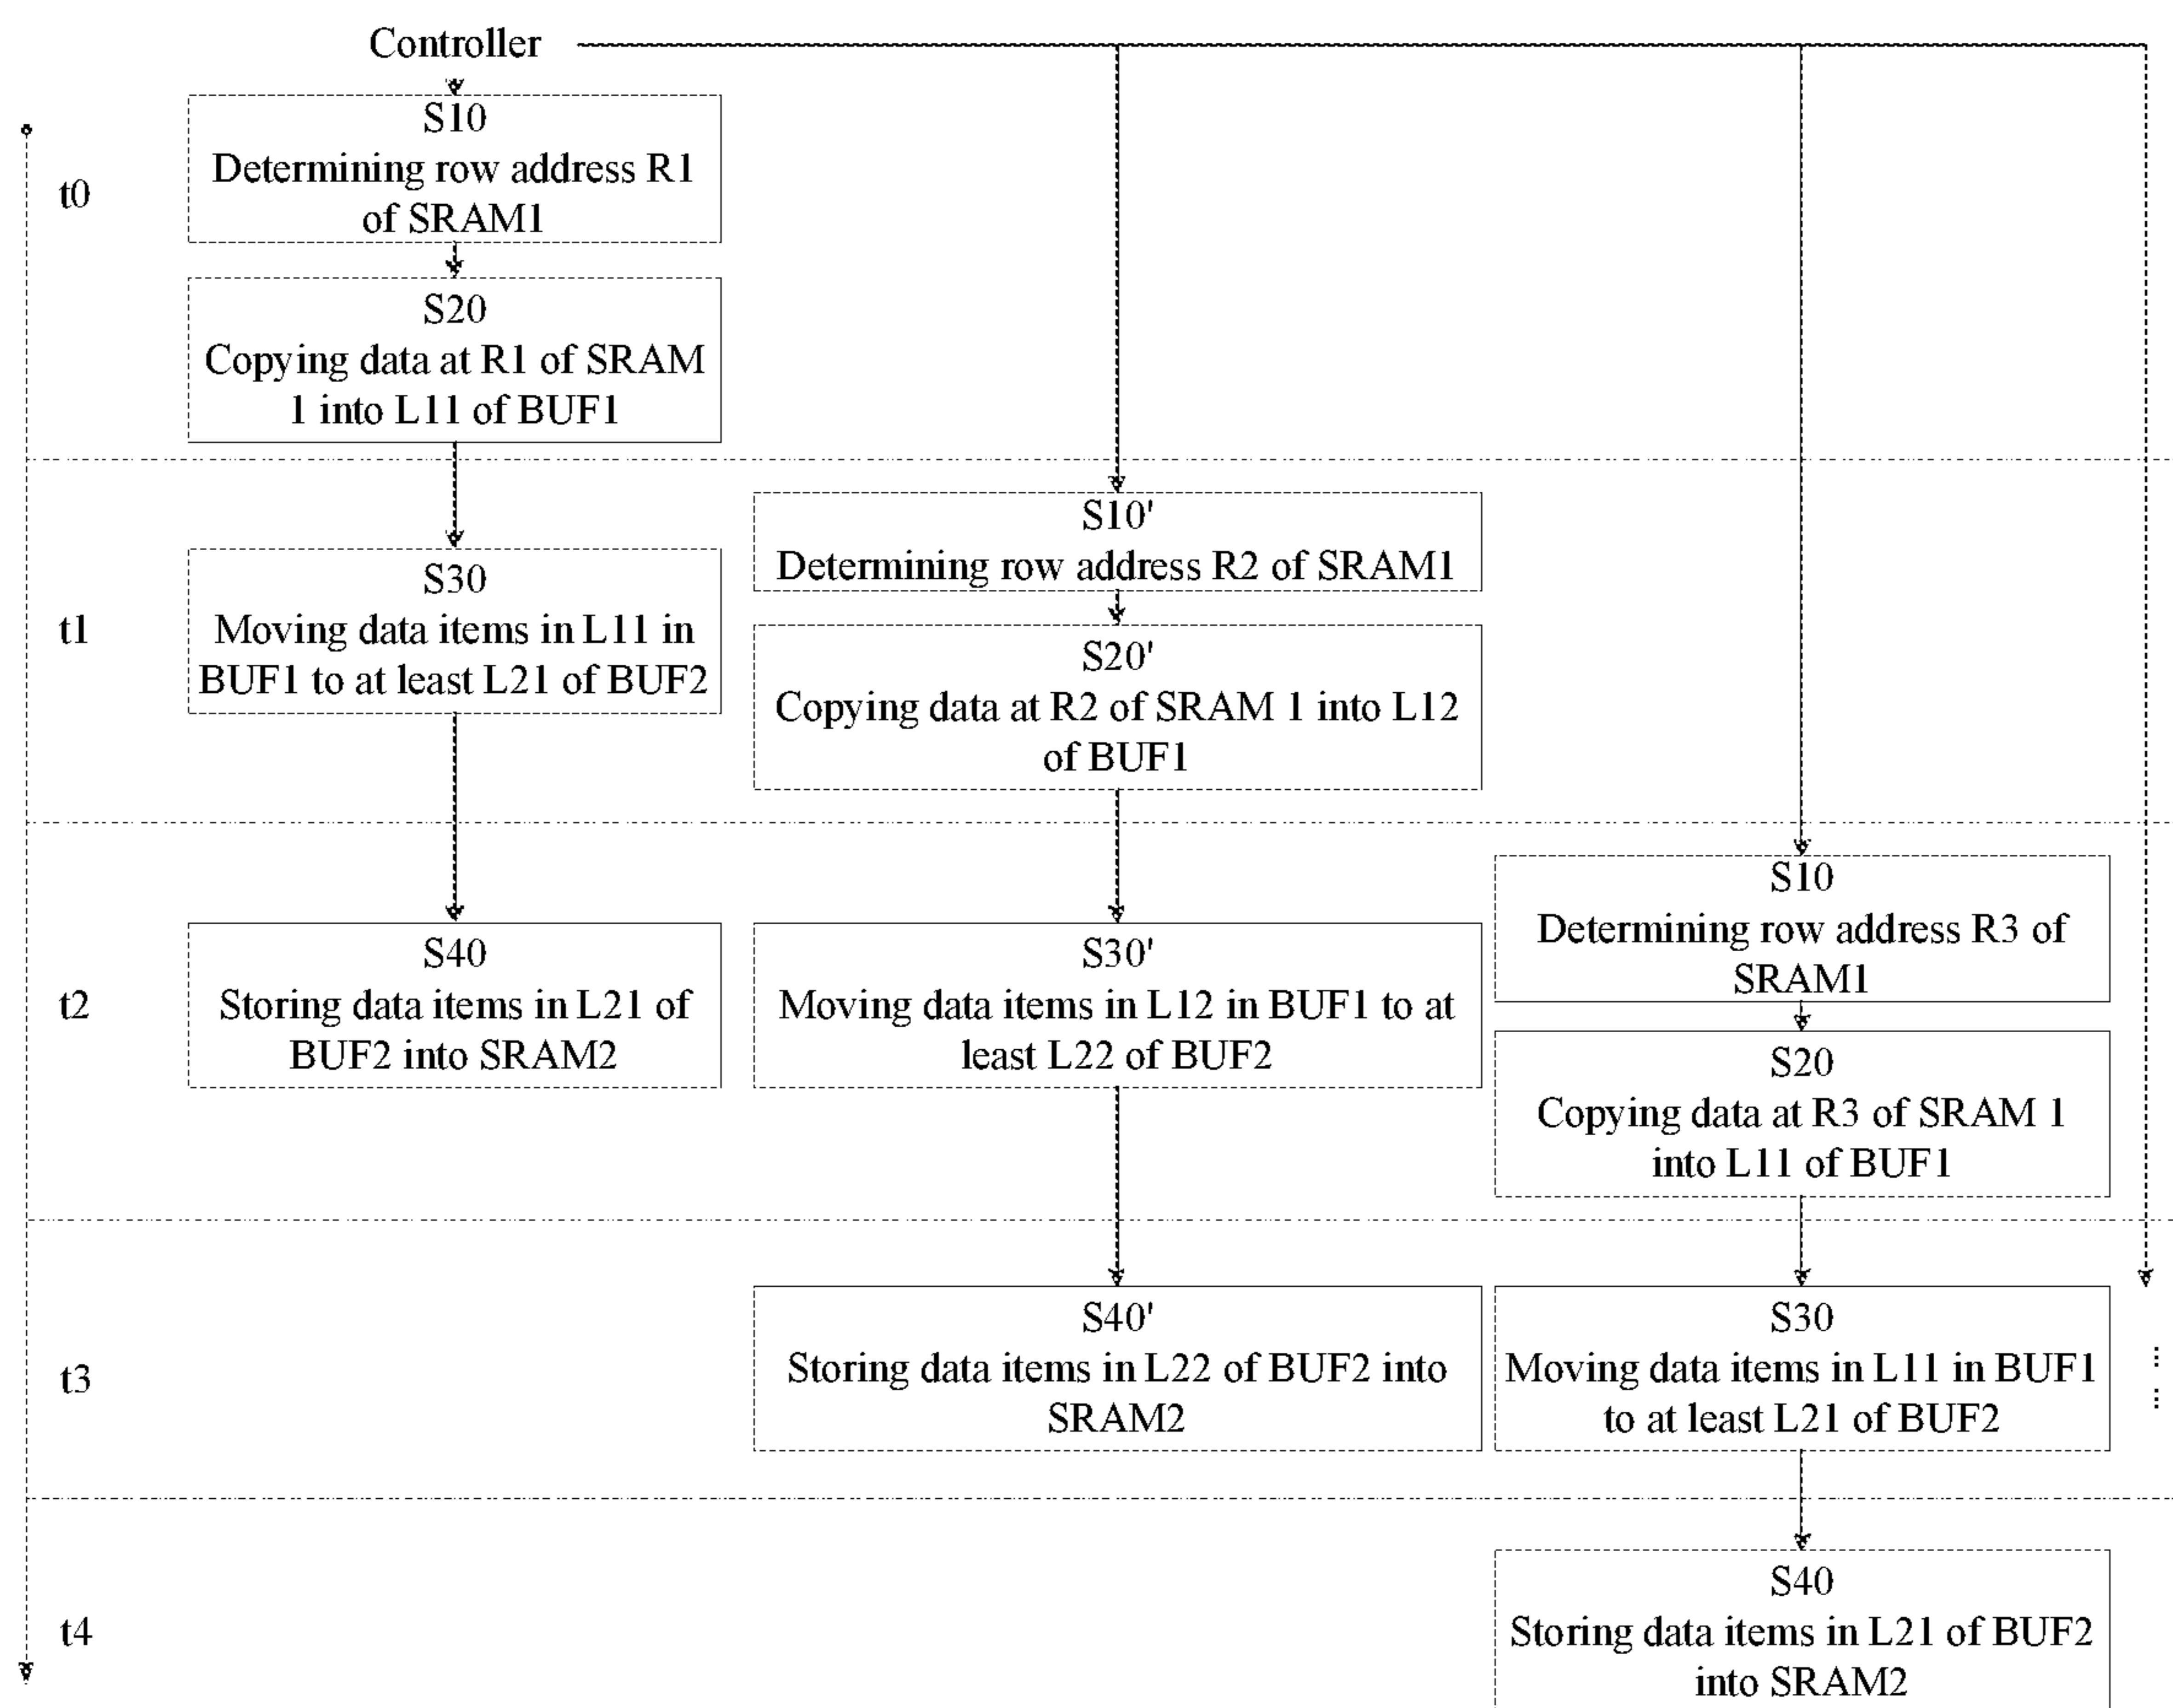 Controller
t0
S10
Determining row address R1
of SRAM1
S20
Copying data at R1 of SRAM
1 into L11 of BUF1
t1
S30
Moving data items in L11 in
BUF1 to at least L21 of BUF2
S10'
Determining row address R2 of SRAM1
S20'
Copying data at R2 of SRAM 1 into L12
of BUF1
t2
S40
Storing data items in L21 of
BUF2 into SRAM2
S30'
Moving data items in L12 in BUF1 to at
least L22 of BUF2
S10
Determining row address R3 of
SRAM1
S20
Copying data at R3 of SRAM 1
into L11 of BUF1
t3
S40'
Storing data items in L22 of BUF2 into
SRAM2
S30
Moving data items in L11 in BUF1
to at least L21 of BUF2
t4
S40
Storing data items in L21 of BUF2
into SRAM2